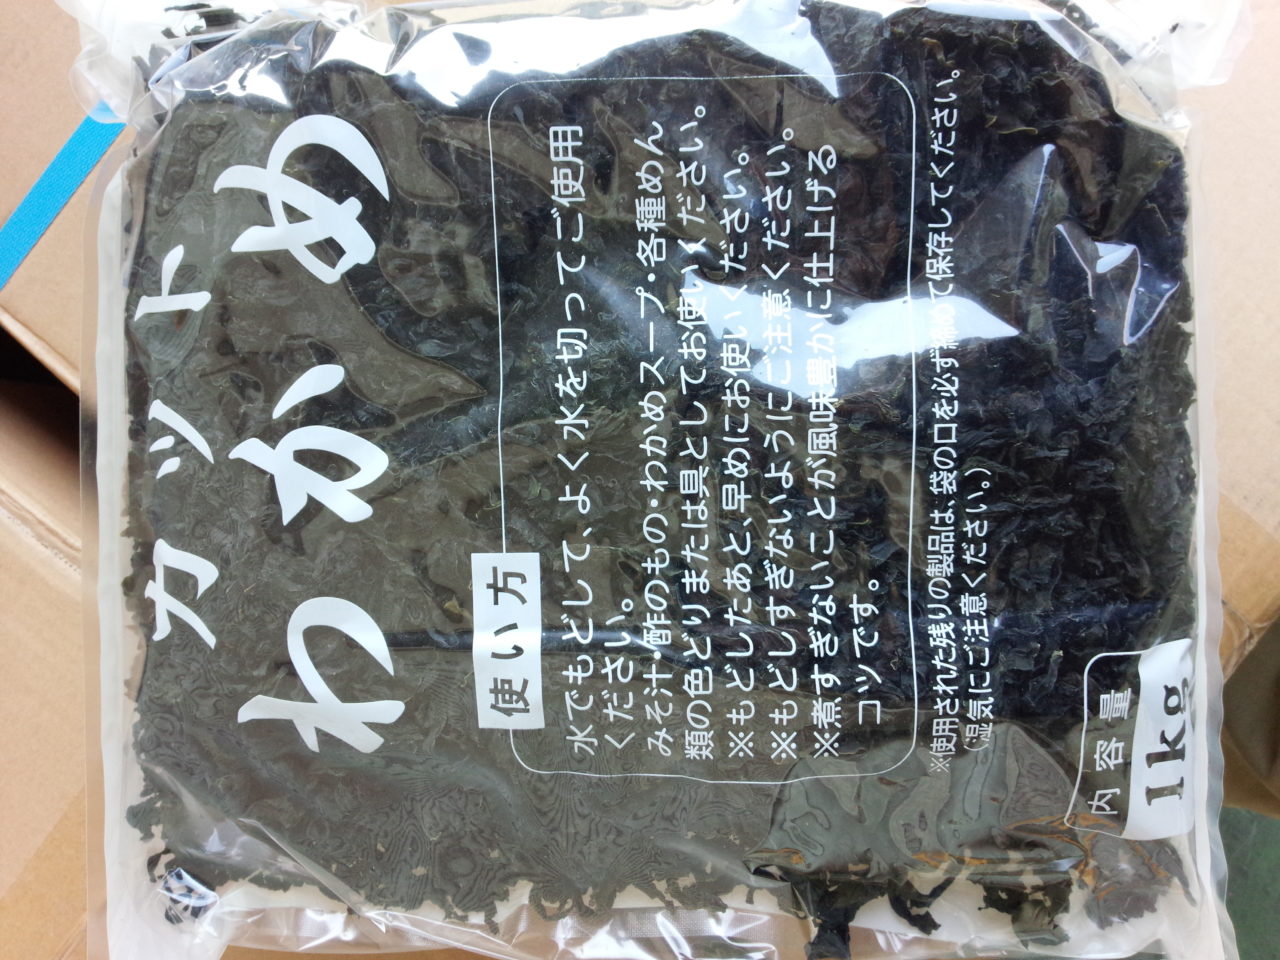 カット
わかめ
使い方
水でもどして、よく水を切ってご使用
ください。
みそ汁・酢のもの・わかめスープ・各種めん
類の色どりまたは具としてお使いください。
※もどしたあと、早めにお使いください。
※もどしすぎないようにご注意ください。
※煮すぎないことが風味豊かに仕上げる
コツです。
※使用された残りの製品は、袋の口を必ず締めて保存してください。
(湿気にご注意ください。)
内容量
1kg